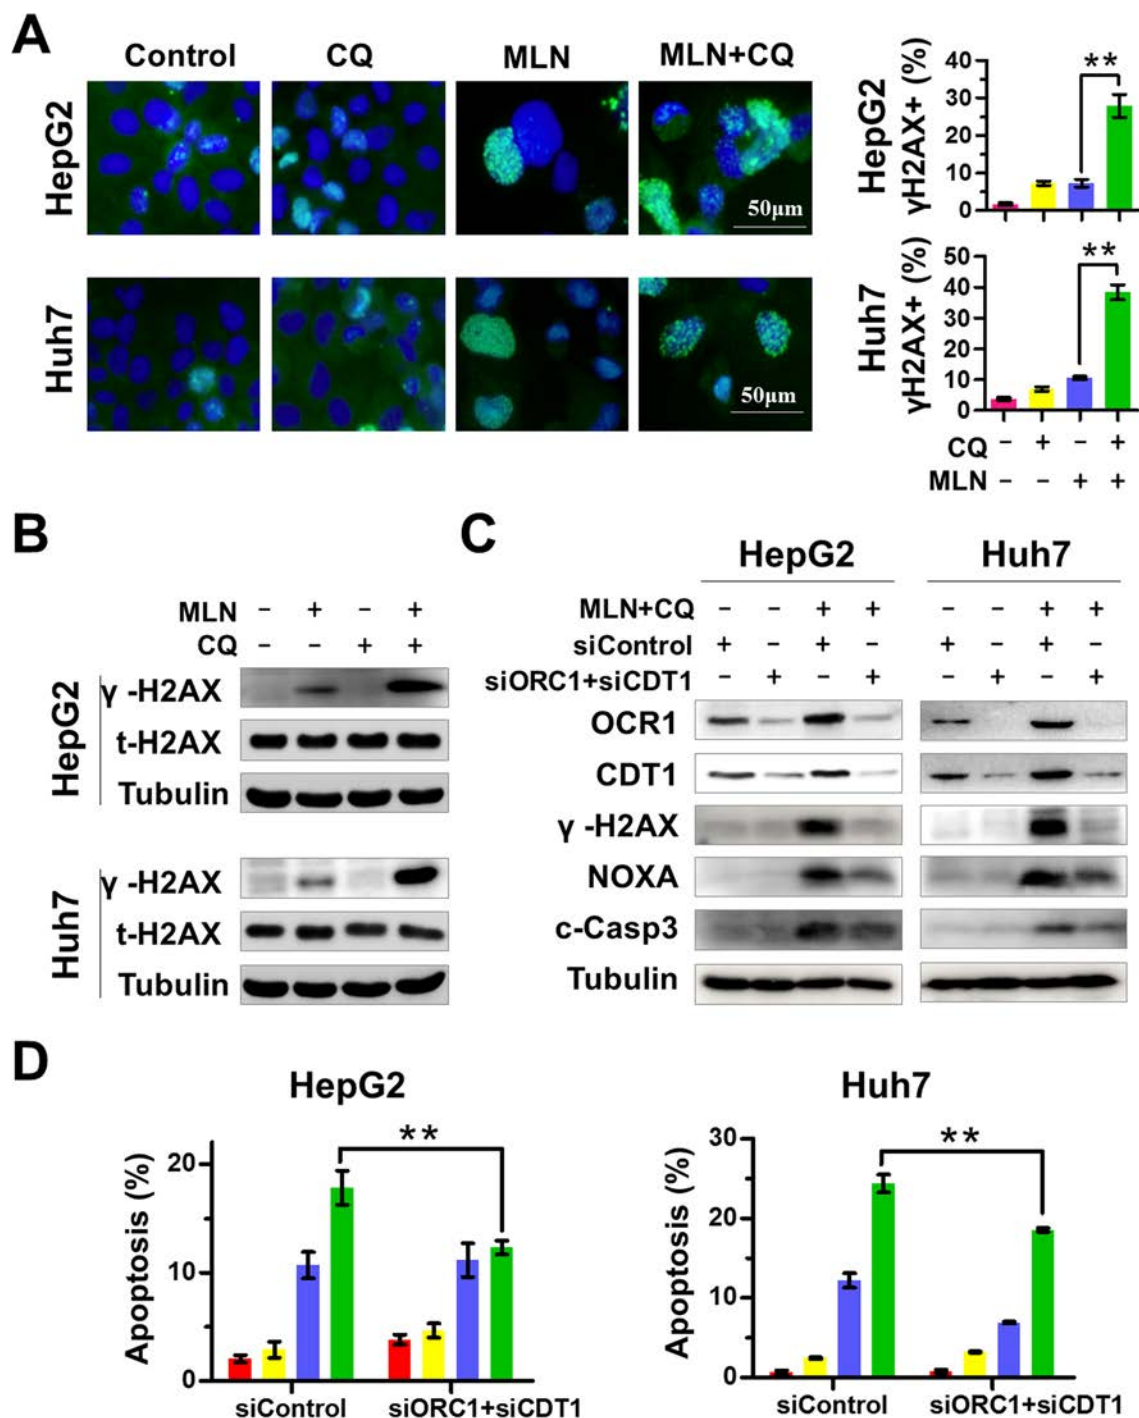 A
Control CQ MLN MLN+CQ
HepG2
50μm
Huh7
50μm
HepG2
γH2AX+ (%)
40
30
20
10
0
**
Huh7
γH2AX+ (%)
50
40
30
20
10
0
**
CQ - + - +
MLN - - + +
B
MLN - + - +
CQ - - + +
HepG2
γ -H2AX
t-H2AX
Tubulin
Huh7
γ -H2AX
t-H2AX
Tubulin
C
HepG2 Huh7
MLN+CQ - - + + - - + +
siControl + - + - + - + -
siORC1+siCDT1 - + - + - + - +
OCR1
CDT1
γ -H2AX
NOXA
c-Casp3
Tubulin
D
HepG2
Apoptosis (%)
20
10
0
**
siControl siORC1+siCDT1
Huh7
Apoptosis (%)
30
20
10
0
**
siControl siORC1+siCDT1